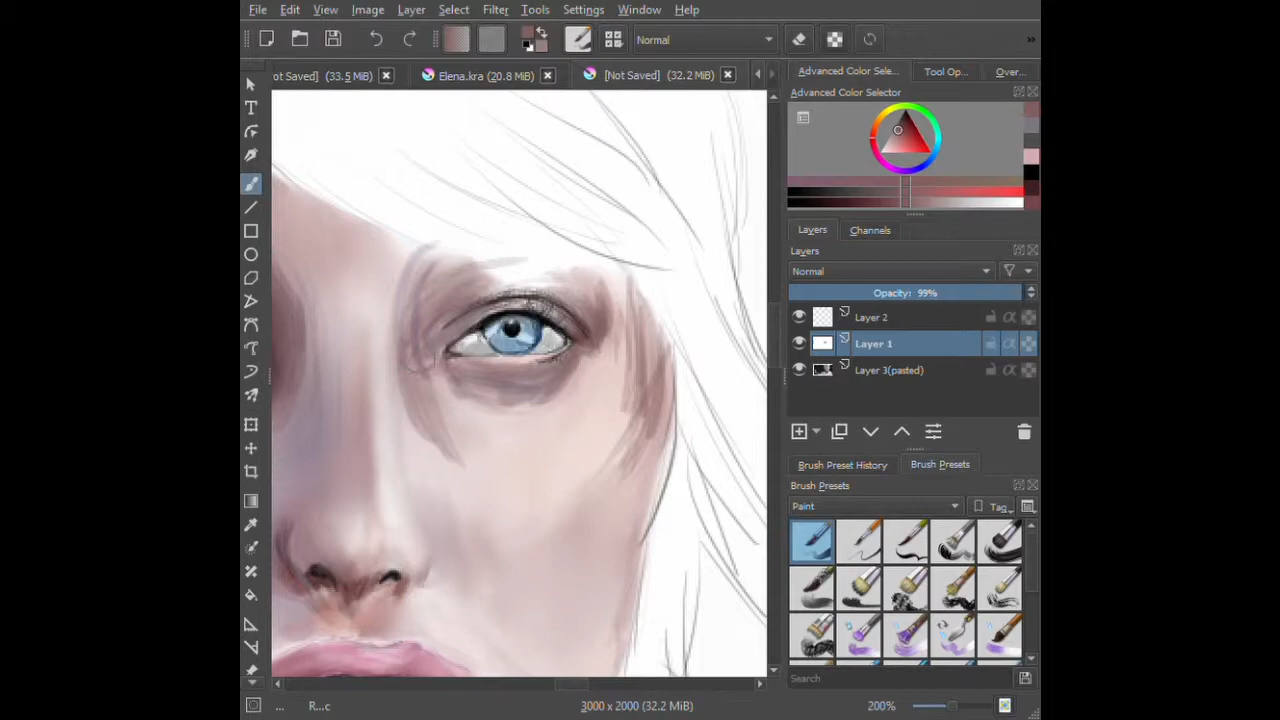 File Edit View Image Layer Select Filter Tools Settings Window Help
Normal
ot Saved] (33.5 MiB) Elena.kra (20.8 MiB) [Not Saved] (32.2 MiB)
Advanced Color Sele... Tool Op... Over...
Advanced Color Selector
Layers Channels
Layers
Normal
Opacity: 99%
Layer 2
Layer 1
Layer 3(pasted)
Brush Preset History Brush Presets
Brush Presets
Paint Tag
Search
... R...c 3000 x 2000 (32.2 MiB) 200%